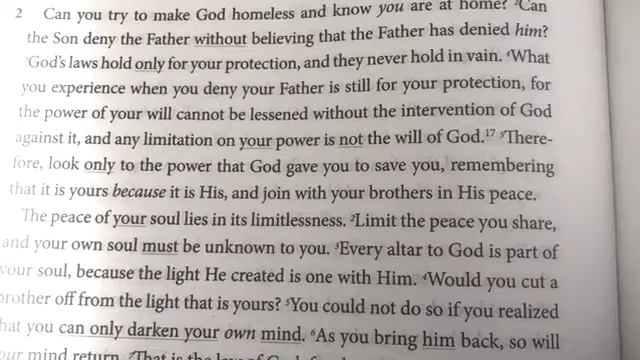 2 Can you try to make God homeless and know you are at home? ²Can
the Son deny the Father without believing that the Father has denied him?
³God's laws hold only for your protection, and they never hold in vain. ⁴What
you experience when you deny your Father is still for your protection, for
the power of your will cannot be lessened without the intervention of God
against it, and any limitation on your power is not the will of God.¹⁷ ⁵There-
fore, look only to the power that God gave you to save you, remembering
that it is yours because it is His, and join with your brothers in His peace.
The peace of your soul lies in its limitlessness. ²Limit the peace you share,
and your own soul must be unknown to you. ³Every altar to God is part of
your soul, because the light He created is one with Him. ⁴Would you cut a
brother off from the light that is yours? ⁵You could not do so if you realized
that you can only darken your own mind. ⁶As you bring him back, so will
your mind return. ⁷That is the law of God